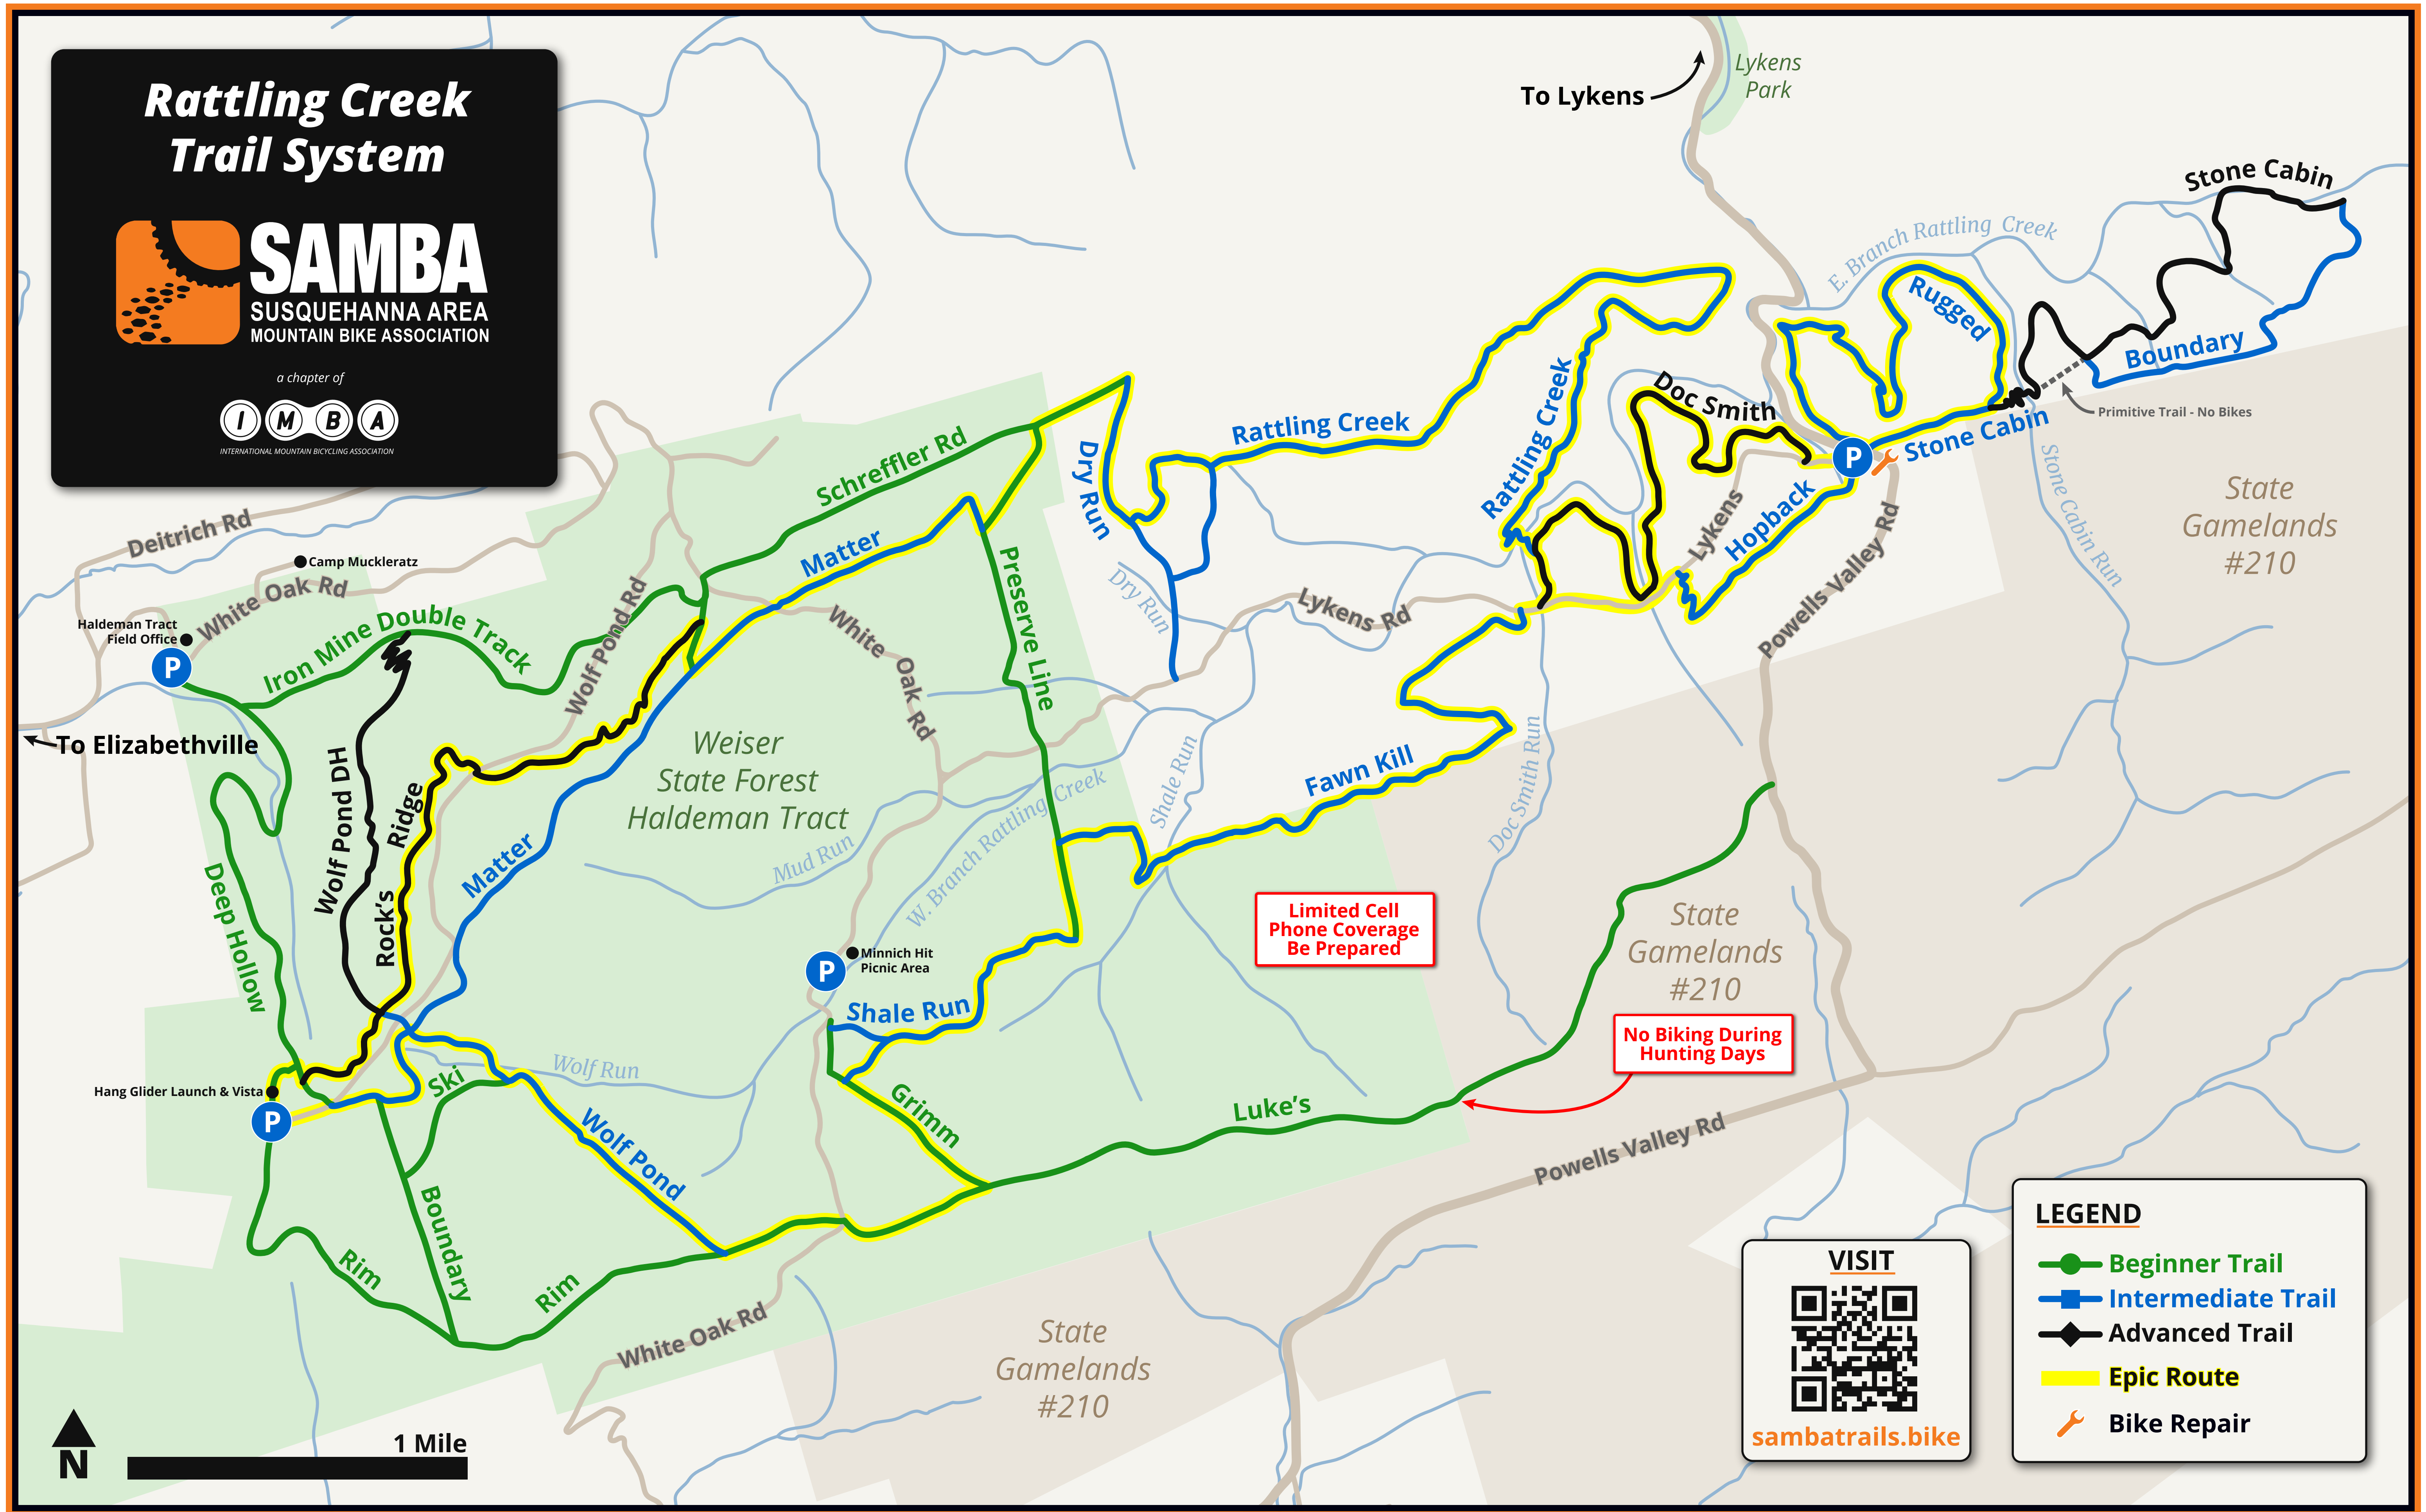 Rattling Creek
Trail System
SAMBA
SUSQUEHANNA AREA
MOUNTAIN BIKE ASSOCIATION
a chapter of
IMBA
INTERNATIONAL MOUNTAIN BICYCLING ASSOCIATION
To Lykens
Lykens
Park
Stone Cabin
E. Branch Rattling Creek
Rugged
Boundary
Primitive Trail - No Bikes
Stone Cabin
Stone Cabin Run
State
Gamelands
#210
Doc Smith
Rattling Creek
Rattling Creek
Lykens
Hopback
Powells Valley Rd
Schreffler Rd
Dry Run
Dry Run
Matter
Preserve Line
Lykens Rd
Deitrich Rd
Camp Muckleratz
White Oak Rd
Haldeman Tract
Field Office
P
Iron Mine Double Track
Wolf Pond Rd
White Oak Rd
To Elizabethville
Weiser
State Forest
Haldeman Tract
Wolf Pond DH
Rock's Ridge
Matter
Mud Run
W. Branch Rattling Creek
Shale Run
Fawn Kill
Doc Smith Run
Deep Hollow
Limited Cell
Phone Coverage
Be Prepared
State
Gamelands
#210
P
Minnich Hit
Picnic Area
Shale Run
No Biking During
Hunting Days
Wolf Run
Ski
Hang Glider Launch & Vista
P
Grimm
Luke's
Wolf Pond
Boundary
Rim
Rim
Powells Valley Rd
White Oak Rd
State
Gamelands
#210
P
1 Mile
N
VISIT
sambatrails.bike
LEGEND
Beginner Trail
Intermediate Trail
Advanced Trail
Epic Route
Bike Repair